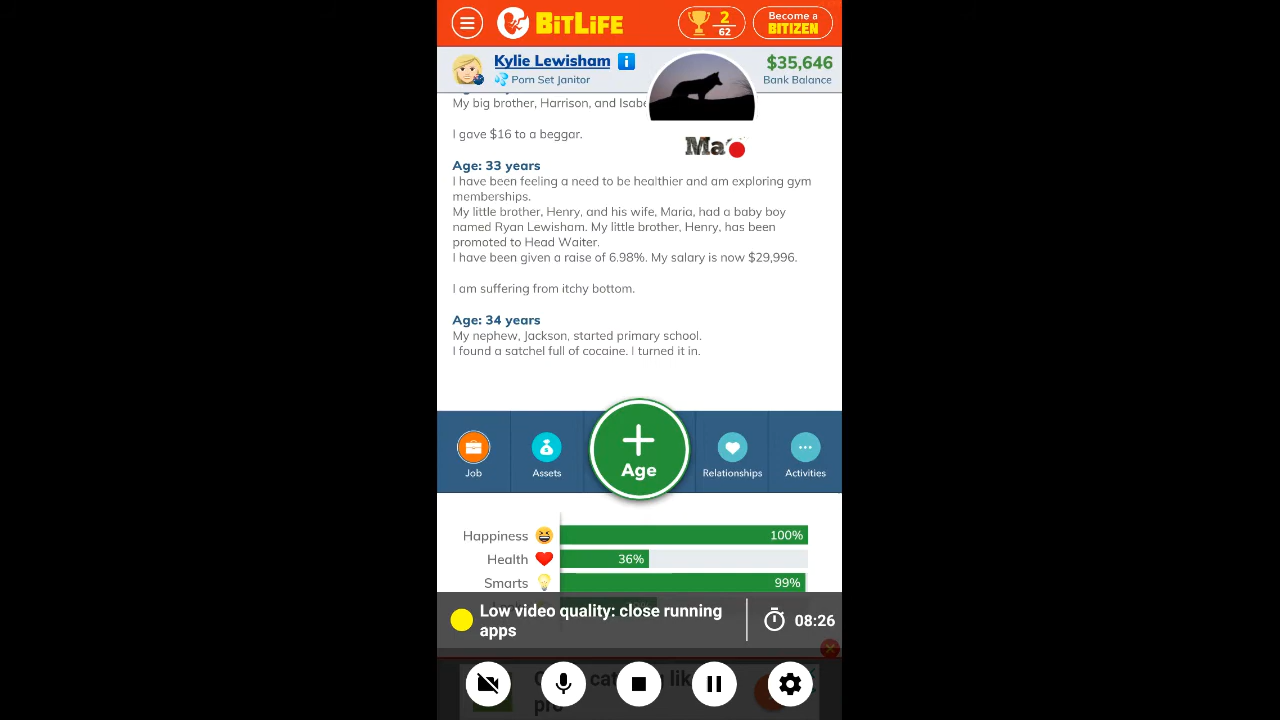 BITLIFE
2
62
Become a
BITIZEN
Kylie Lewisham
Porn Set Janitor
$35,646
Bank Balance
My big brother, Harrison, and
I gave $16 to a beggar.
Age: 33 years
I have been feeling a need to be healthier and am exploring gym
memberships.
My little brother, Henry, and his wife, Maria, had a baby boy
named Ryan Lewisham. My little brother, Henry, has been
promoted to Head Waiter.
I have been given a raise of 6.98%. My salary is now $29,996.
I am suffering from itchy bottom.
Age: 34 years
My nephew, Jackson, started primary school.
I found a satchel full of cocaine. I turned it in.
Job
Assets
Age
Relationships
Activities
Happiness
100%
Health
36%
Smarts
99%
Low video quality: close running
apps
08:26